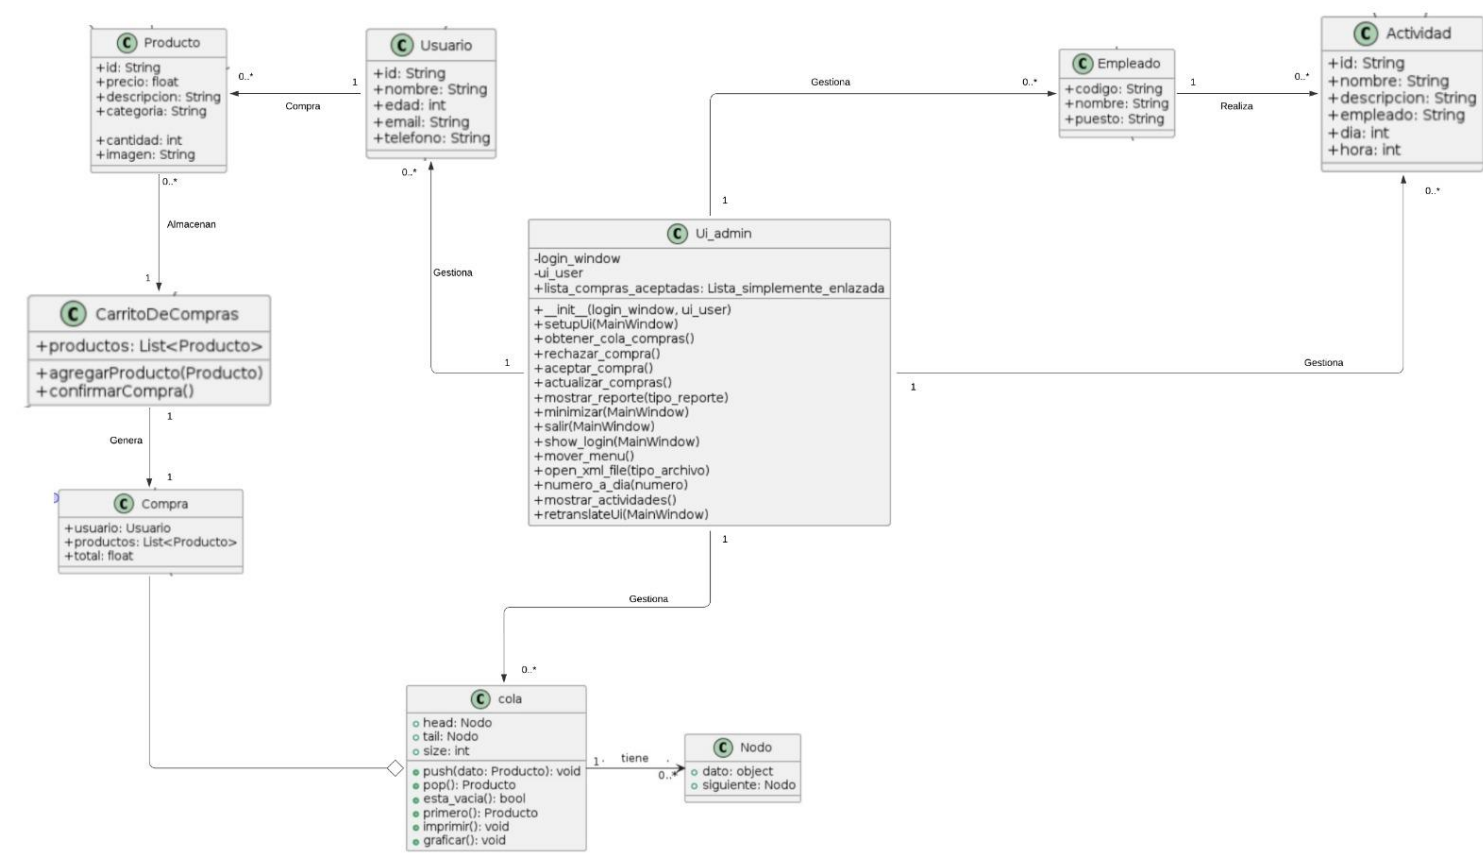 C Producto
+id: String
+precio: float
+descripcion: String
+categoria: String
+cantidad: int
+imagen: String
0..*
1
Compra
C Usuario
+id: String
+nombre: String
+edad: int
+email: String
+telefono: String
0..*
Gestiona
1
Gestiona
0..*
1
C Empleado
+codigo: String
+nombre: String
+puesto: String
1
0..*
Realiza
C Actividad
+id: String
+nombre: String
+descripcion: String
+empleado: String
+dia: int
+hora: int
0..*
Gestiona
1
0..*
Almacenan
1
C CarritoDeCompras
+productos: List<Producto>
+agregarProducto(Producto)
+confirmarCompra()
1
Genera
1
C Compra
+usuario: Usuario
+productos: List<Producto>
+total: float
C Ui_admin
-login_window
-ui_user
+lista_compras_aceptadas: Lista_simplemente_enlazada
+__init__(login_window, ui_user)
+setupUi(MainWindow)
+obtener_cola_compras()
+rechazar_compra()
+aceptar_compra()
+actualizar_compras()
+mostrar_reporte(tipo_reporte)
+minimizar(MainWindow)
+salir(MainWindow)
+show_login(MainWindow)
+mover_menu()
+open_xml_file(tipo_archivo)
+numero_a_dia(numero)
+mostrar_actividades()
+retranslateUi(MainWindow)
1
Gestiona
0..*
C cola
head: Nodo
tail: Nodo
size: int
push(dato: Producto): void
pop(): Producto
esta_vacia(): bool
primero(): Producto
imprimir(): void
graficar(): void
1
tiene
0..*
C Nodo
dato: object
siguiente: Nodo